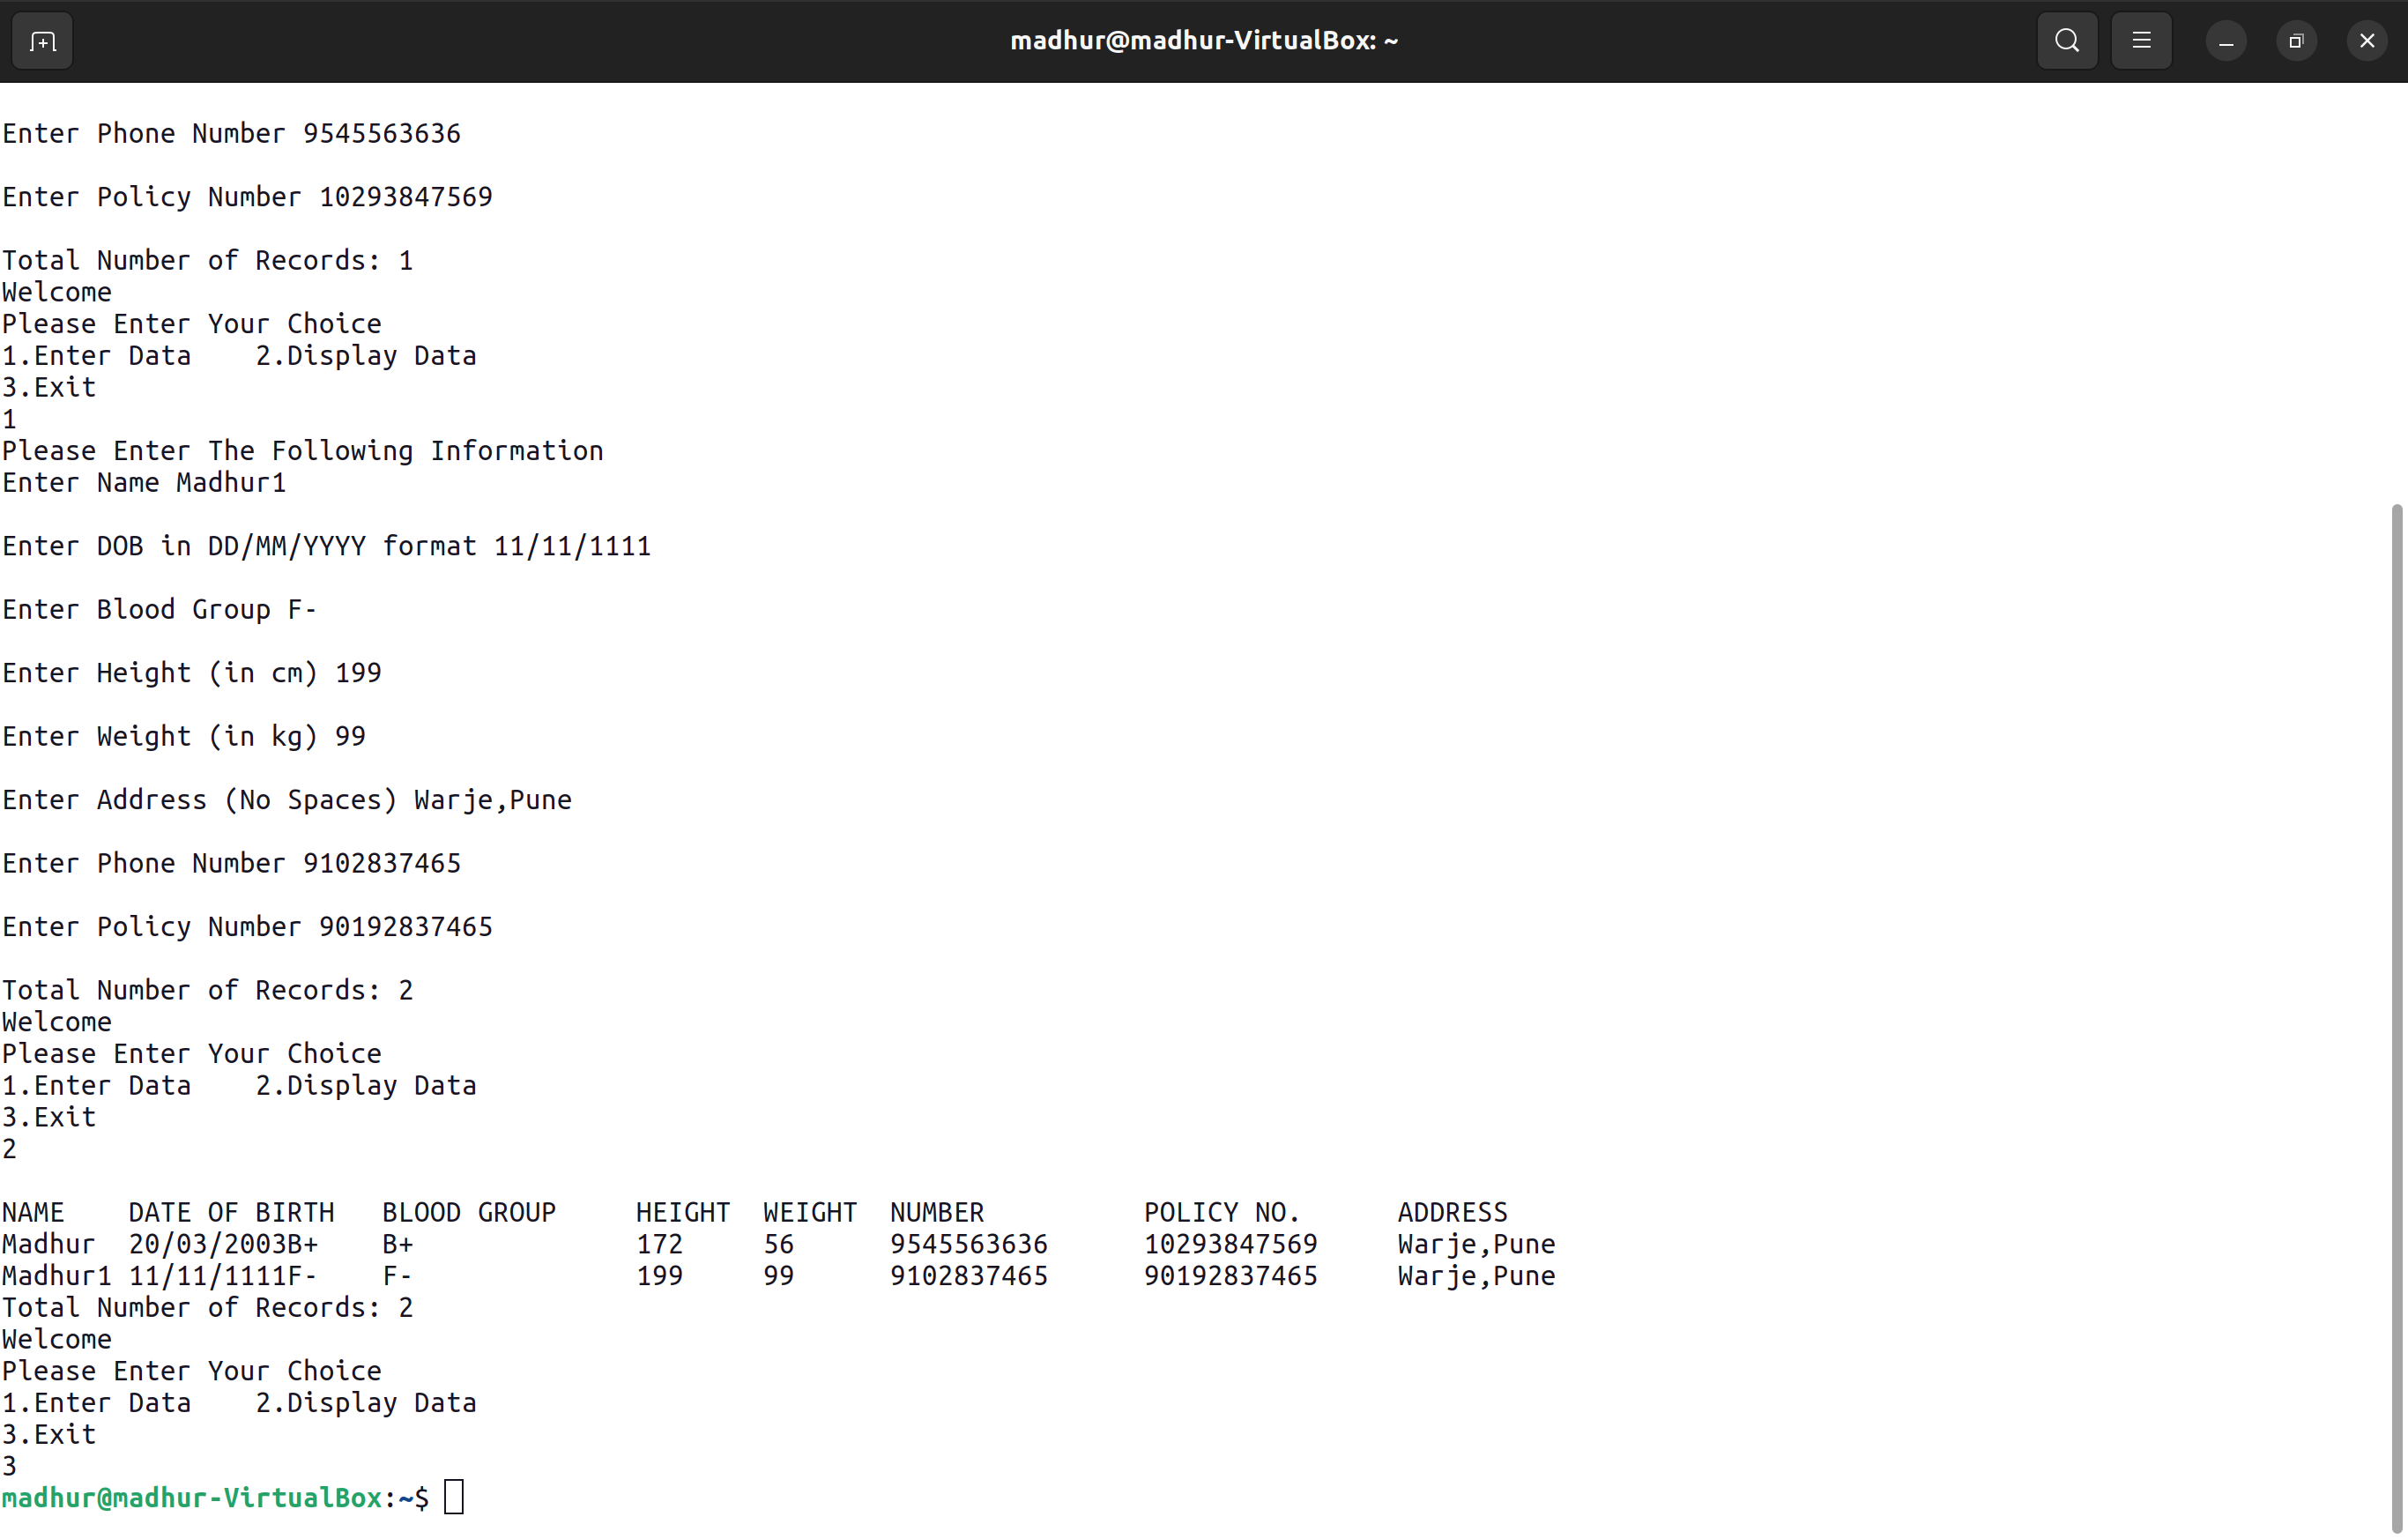 madhur@madhur-VirtualBox: ~
Enter Phone Number 9545563636
Enter Policy Number 10293847569
Total Number of Records: 1
Welcome
Please Enter Your Choice
1.Enter Data    2.Display Data
3.Exit
1
Please Enter The Following Information
Enter Name Madhur1
Enter DOB in DD/MM/YYYY format 11/11/1111
Enter Blood Group F-
Enter Height (in cm) 199
Enter Weight (in kg) 99
Enter Address (No Spaces) Warje,Pune
Enter Phone Number 9102837465
Enter Policy Number 90192837465
Total Number of Records: 2
Welcome
Please Enter Your Choice
1.Enter Data    2.Display Data
3.Exit
2
NAME    DATE OF BIRTH   BLOOD GROUP     HEIGHT  WEIGHT  NUMBER          POLICY NO.      ADDRESS
Madhur  20/03/2003B+    B+              172     56      9545563636      10293847569     Warje,Pune
Madhur1 11/11/1111F-    F-              199     99      9102837465      90192837465     Warje,Pune
Total Number of Records: 2
Welcome
Please Enter Your Choice
1.Enter Data    2.Display Data
3.Exit
3
madhur@madhur-VirtualBox:~$